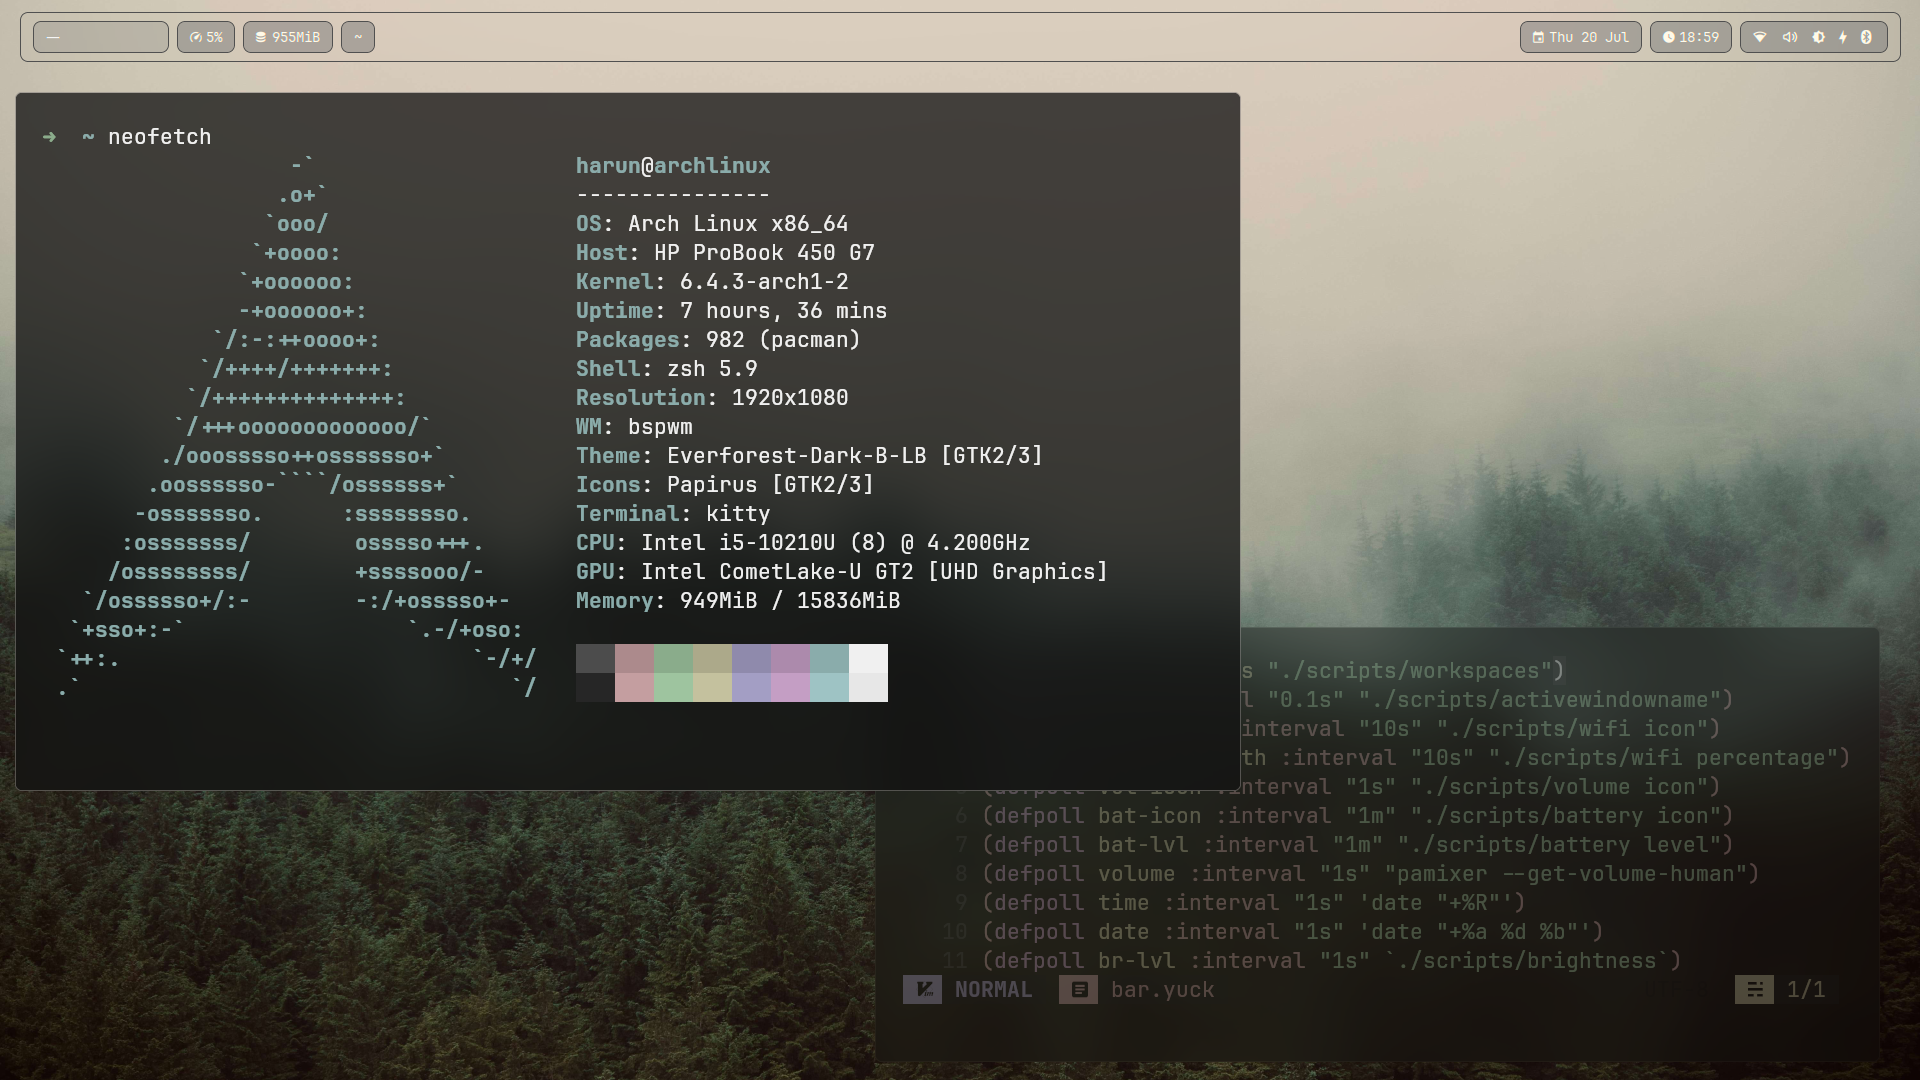 — 5% 955MiB ~ Thu 20 Jul 18:59
➜ ~ neofetch
-`
.o+`
`ooo/
`+oooo:
`+oooooo:
-+oooooo+:
`/:-:++oooo+:
`/++++/+++++++:
`/++++++++++++++:
`/+++ooooooooooooo/`
./ooosssso++osssssso+`
.oossssso-````/ossssss+`
-osssssso. :ssssssso.
:osssssss/ osssso+++.
/ossssssss/ +ssssooo/-
`/ossssso+/:- -:/+osssso+-
`+sso+:-` `.-/+oso:
`++:. `-/+/
.` `/
harun@archlinux
---------------
OS: Arch Linux x86_64
Host: HP ProBook 450 G7
Kernel: 6.4.3-arch1-2
Uptime: 7 hours, 36 mins
Packages: 982 (pacman)
Shell: zsh 5.9
Resolution: 1920x1080
WM: bspwm
Theme: Everforest-Dark-B-LB [GTK2/3]
Icons: Papirus [GTK2/3]
Terminal: kitty
CPU: Intel i5-10210U (8) @ 4.200GHz
GPU: Intel CometLake-U GT2 [UHD Graphics]
Memory: 949MiB / 15836MiB
s "./scripts/workspaces")
l "0.1s" "./scripts/activewindowname")
interval "10s" "./scripts/wifi icon")
th :interval "10s" "./scripts/wifi percentage")
interval "1s" "./scripts/volume icon")
6 (defpoll bat-icon :interval "1m" "./scripts/battery icon")
7 (defpoll bat-lvl :interval "1m" "./scripts/battery level")
8 (defpoll volume :interval "1s" "pamixer --get-volume-human")
9 (defpoll time :interval "1s" 'date "+%R"')
10 (defpoll date :interval "1s" 'date "+%a %d %b"')
11 (defpoll br-lvl :interval "1s" `./scripts/brightness`)
NORMAL bar.yuck 1/1